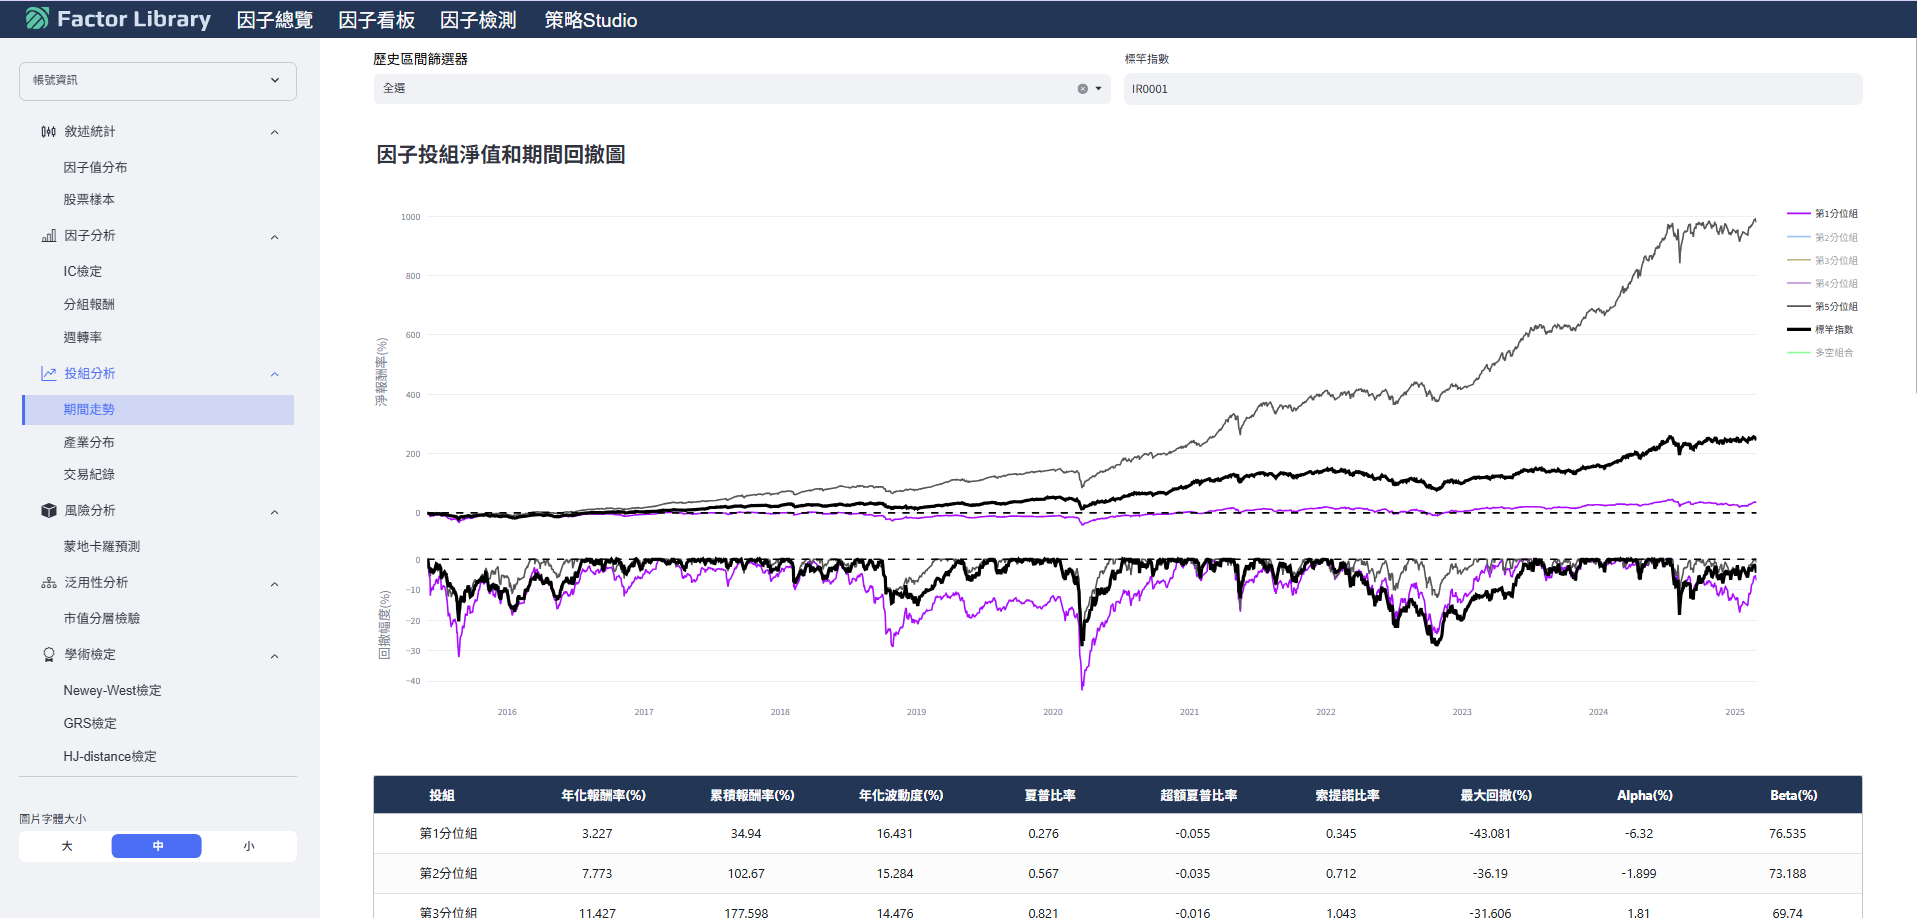 Factor Library 因子總覽 因子看板 因子檢測 策略Studio
帳號資訊
敘述統計
因子值分布
股票樣本
因子分析
IC檢定
分組報酬
週轉率
投組分析
期間走勢
產業分布
交易紀錄
風險分析
蒙地卡羅預測
泛用性分析
市值分層檢驗
學術檢定
Newey-West檢定
GRS檢定
HJ-distance檢定
圖片字體大小
大 中 小
歷史區間篩選器
全選
標竿指數
IR0001
因子投組淨值和期間回撤圖
淨報酬率(%)
1000
800
600
400
200
0
回撤幅度(%)
0
−10
−20
−30
−40
2016 2017 2018 2019 2020 2021 2022 2023 2024 2025
第1分位組
第2分位組
第3分位組
第4分位組
第5分位組
標竿指數
多空組合
投組 年化報酬率(%) 累積報酬率(%) 年化波動度(%) 夏普比率 超額夏普比率 索提諾比率 最大回撤(%) Alpha(%) Beta(%)
第1分位組 3.227 34.94 16.431 0.276 -0.055 0.345 -43.081 -6.32 76.535
第2分位組 7.773 102.67 15.284 0.567 -0.035 0.712 -36.19 -1.899 73.188
第3分位組 11.427 177.598 14.476 0.821 -0.016 1.043 -31.606 1.81 69.74